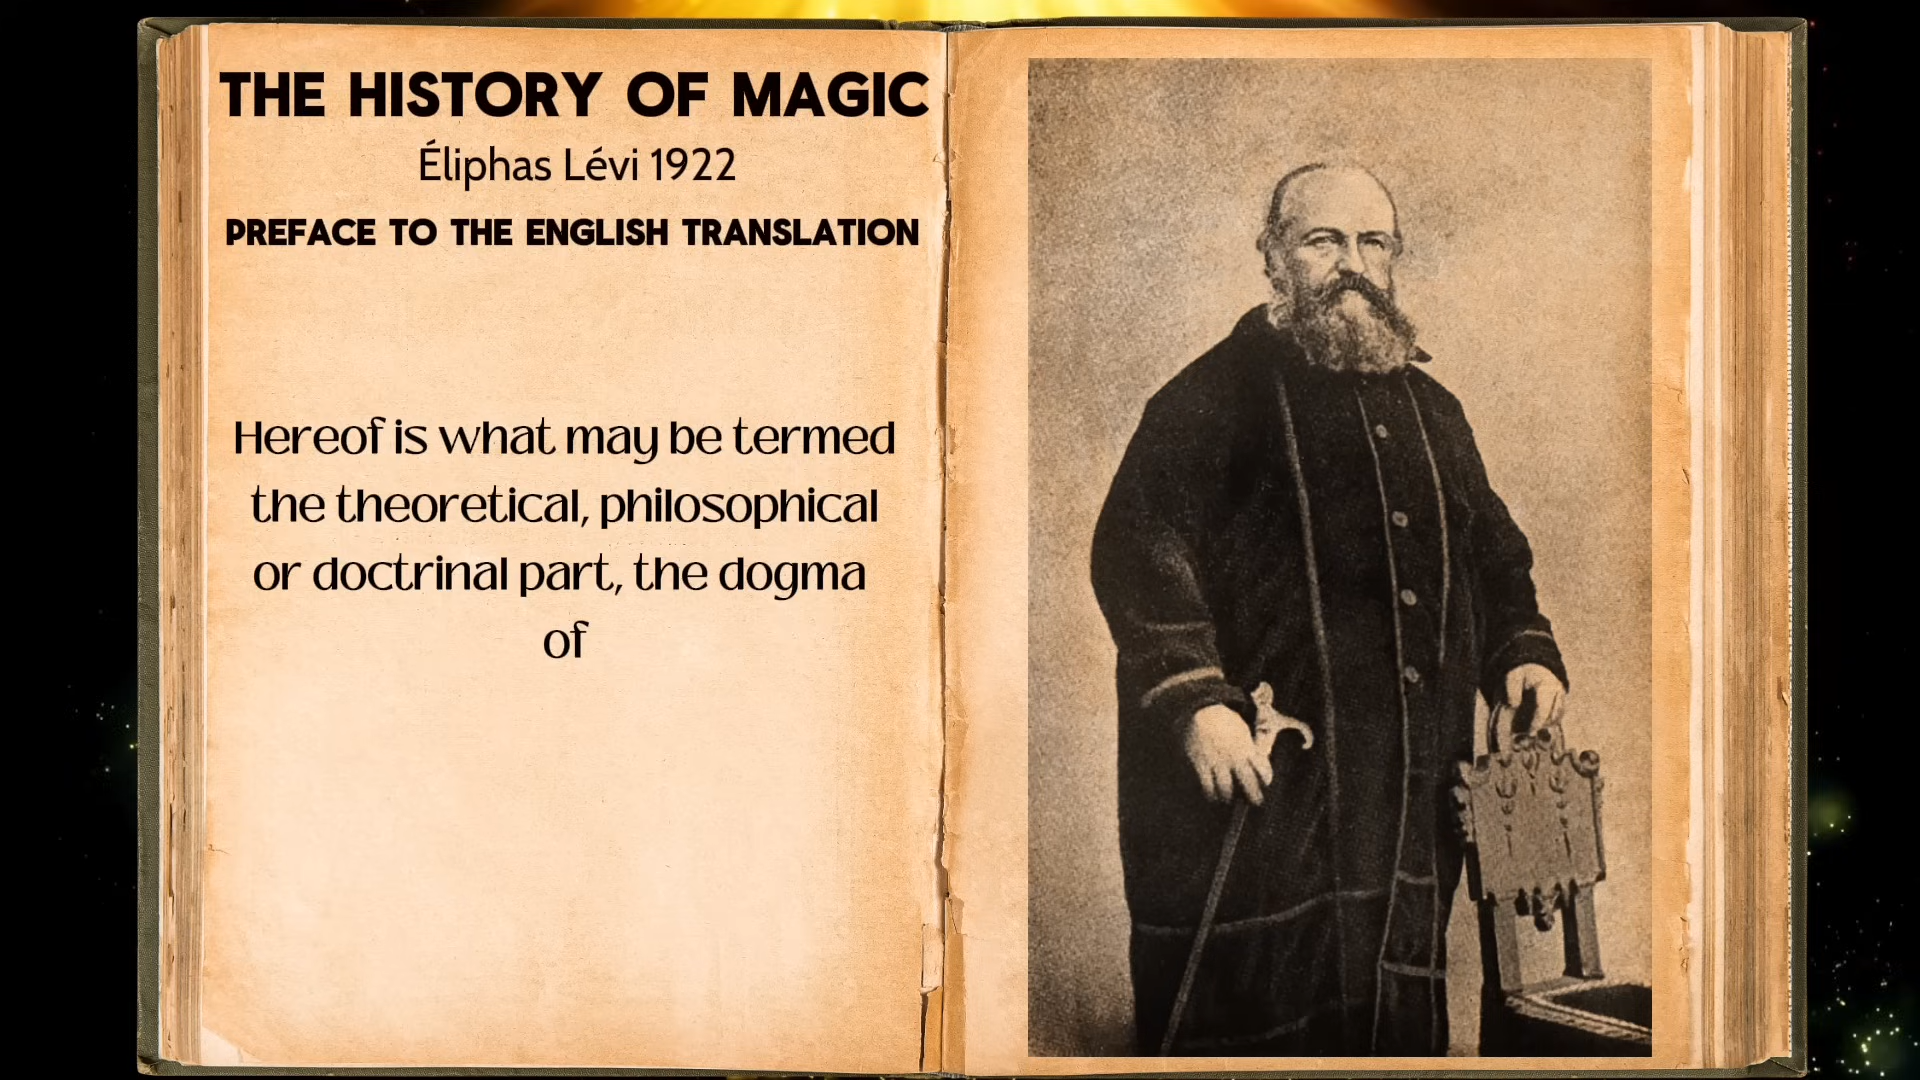 THE HISTORY OF MAGIC
Éliphas Lévi 1922
PREFACE TO THE ENGLISH TRANSLATION
Hereof is what may be termed
the theoretical, philosophical
or doctrinal part, the dogma
of